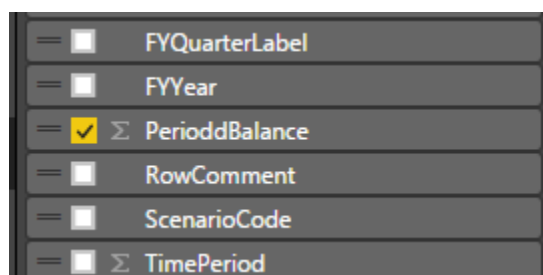 FYQuarterLabel
FYYear
Σ PerioddBalance
RowComment
ScenarioCode
Σ TimePeriod